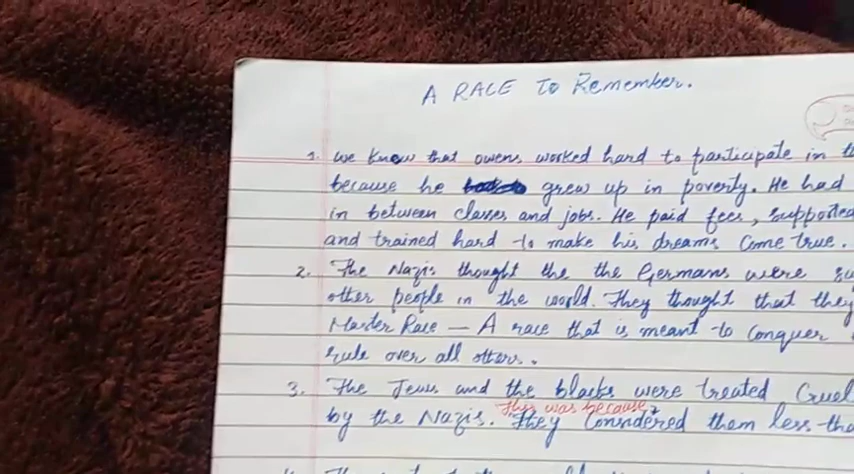 A RACE To Remember.
1. we know that owens worked hard to participate in
because he grew up in poverty. He had
in between classes and jobs. He paid fees, supported
and trained hard to make his dreams come true.
2. The Nazis thought the the Germans were
other people in the world. They thought that they
Master Race — A race that is meant to conquer
rule over all others.
3. The Jews and the blacks were treated
This was because
by the Nazis. They considered them less